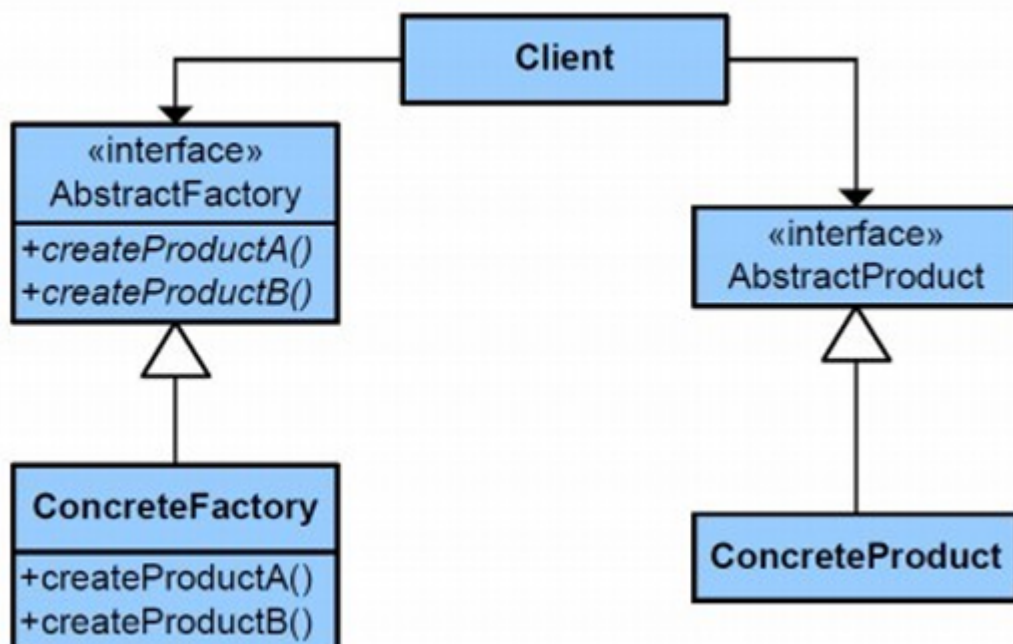 Client
«interface»
AbstractFactory
+createProductA()
+createProductB()
«interface»
AbstractProduct
ConcreteFactory
+createProductA()
+createProductB()
ConcreteProduct